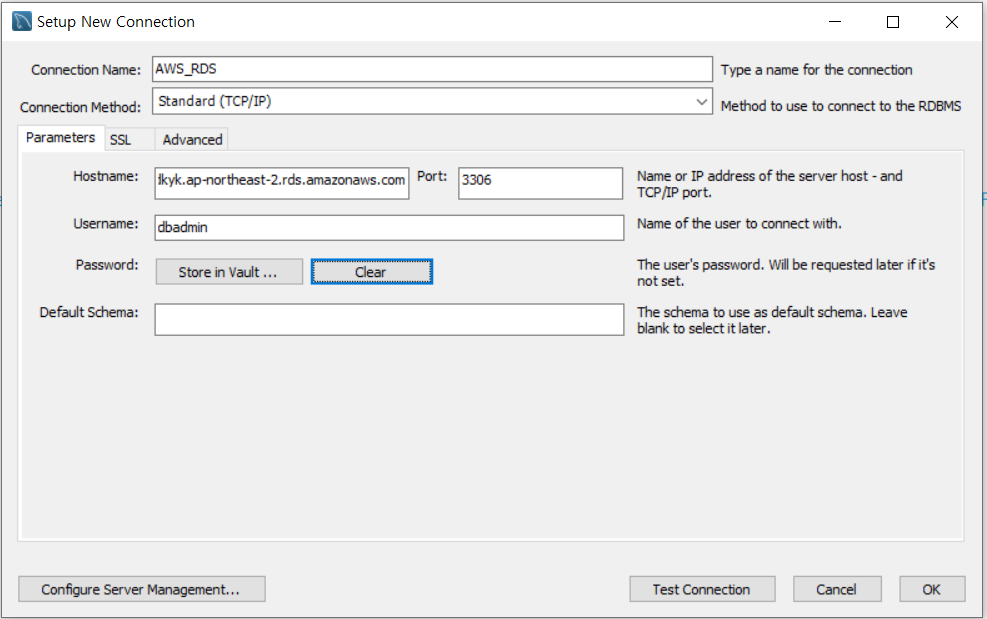 Setup New Connection
Connection Name: AWS_RDS Type a name for the connection
Connection Method: Standard (TCP/IP) Method to use to connect to the RDBMS
Parameters SSL Advanced
Hostname: ikyk.ap-northeast-2.rds.amazonaws.com Port: 3306 Name or IP address of the server host - and
TCP/IP port.
Username: dbadmin Name of the user to connect with.
Password: Store in Vault ... Clear The user's password. Will be requested later if it's
not set.
Default Schema: The schema to use as default schema. Leave
blank to select it later.
Configure Server Management... Test Connection Cancel OK